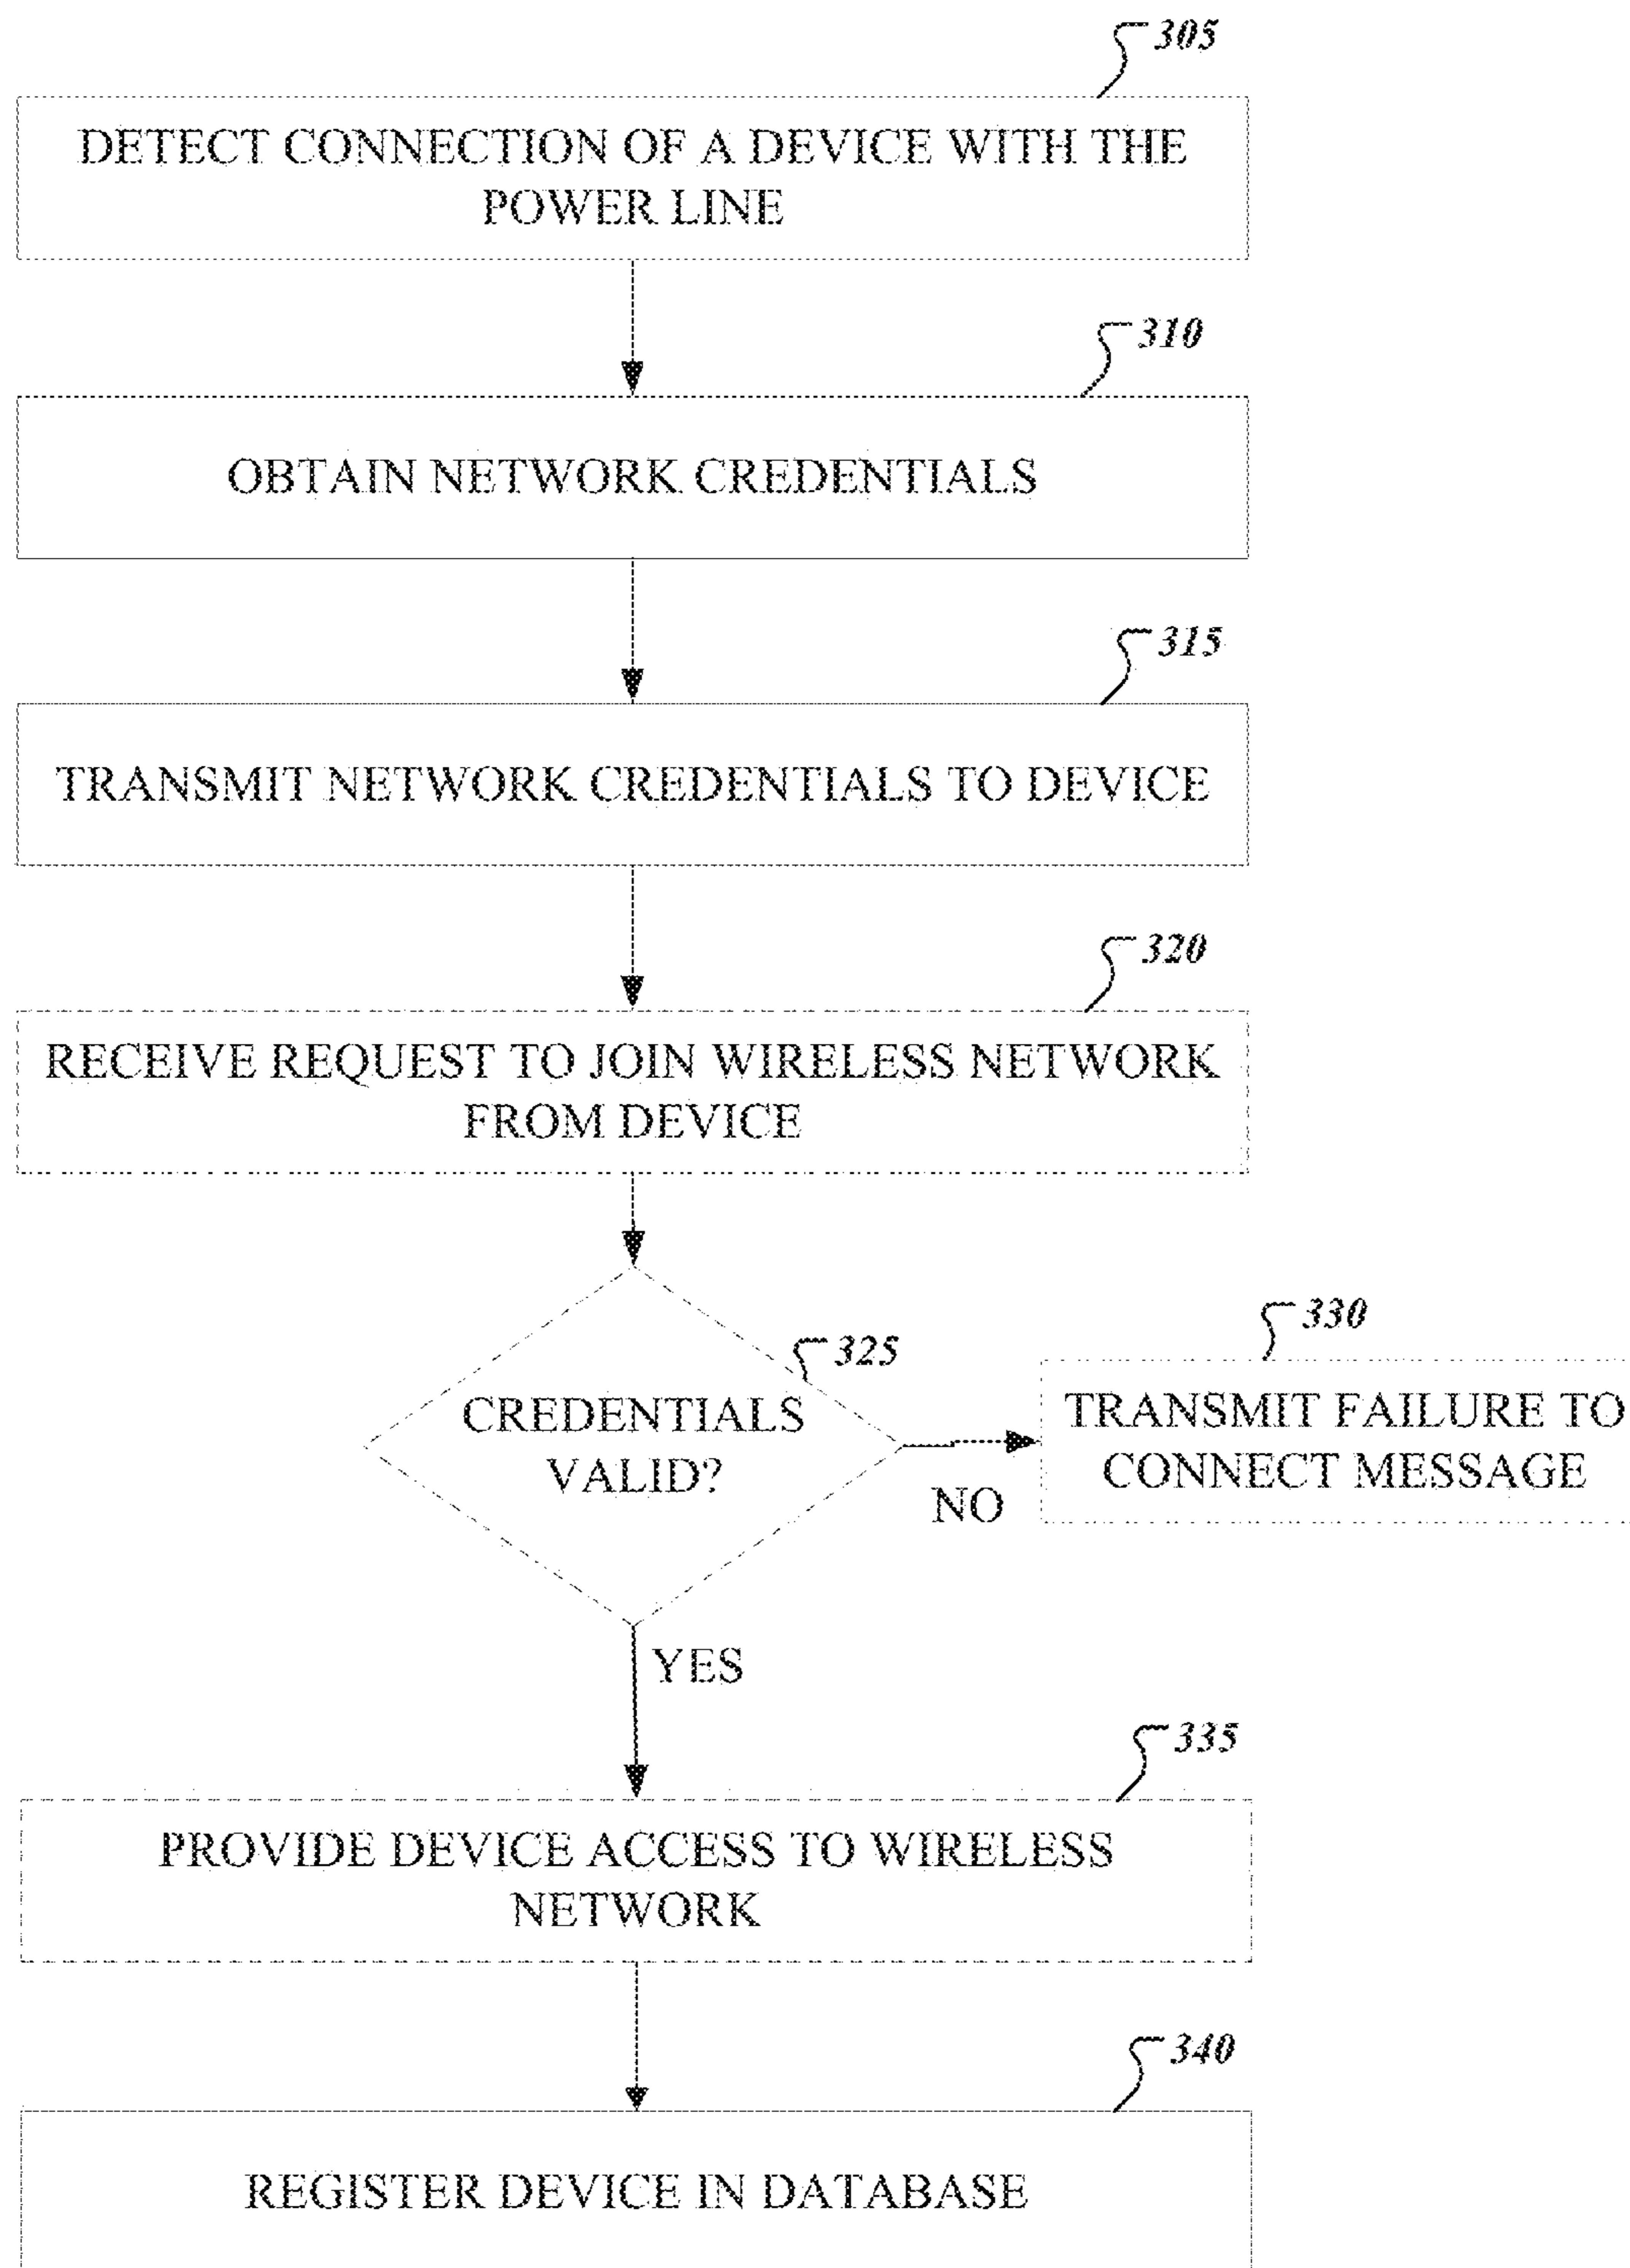 305
DETECT CONNECTION OF A DEVICE WITH THE
POWER LINE
310
OBTAIN NETWORK CREDENTIALS
315
TRANSMIT NETWORK CREDENTIALS TO DEVICE
320
RECEIVE REQUEST TO JOIN WIRELESS NETWORK
FROM DEVICE
325
CREDENTIALS
VALID?
330
TRANSMIT FAILURE TO
CONNECT MESSAGE
NO
YES
335
PROVIDE DEVICE ACCESS TO WIRELESS
NETWORK
340
REGISTER DEVICE IN DATABASE